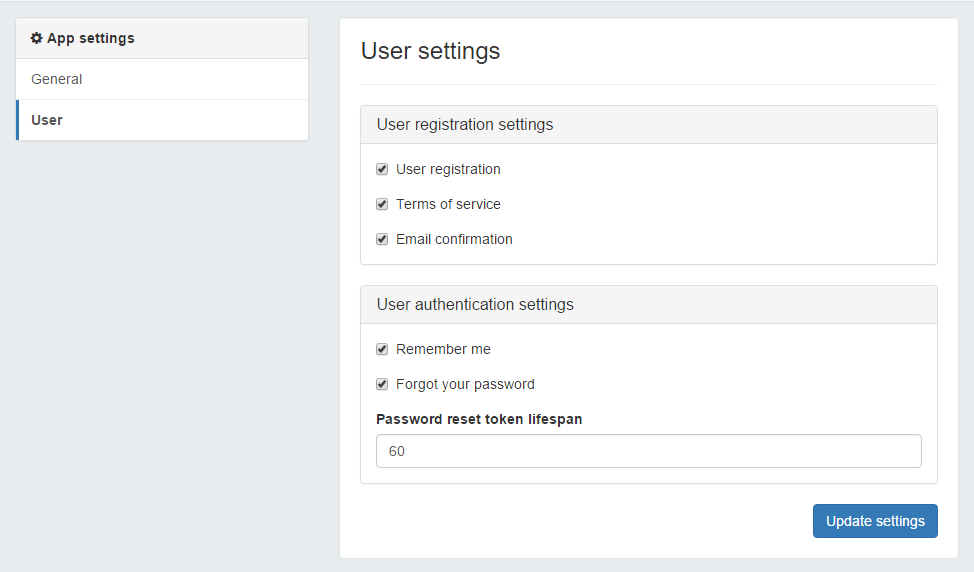 App settings
General
User
User settings
User registration settings
User registration
Terms of service
Email confirmation
User authentication settings
Remember me
Forgot your password
Password reset token lifespan
60
Update settings